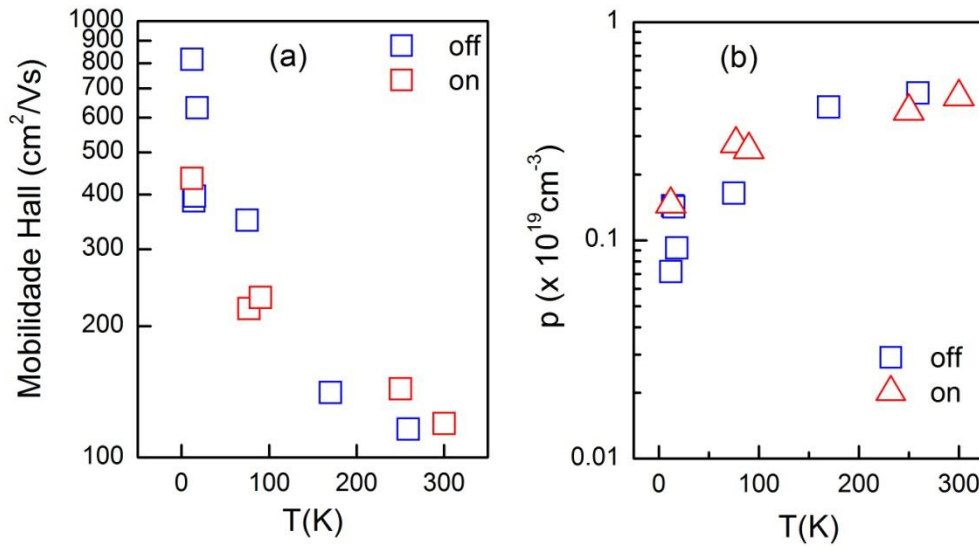 1000
900
800
700
600
500
400
300
200
100
Mobilidade Hall (cm²/Vs)
(a)
off
on
0 100 200 300
T(K)
1
0.1
0.01
p (x 10¹⁹cm⁻³)
(b)
off
on
0 100 200 300
T(K)